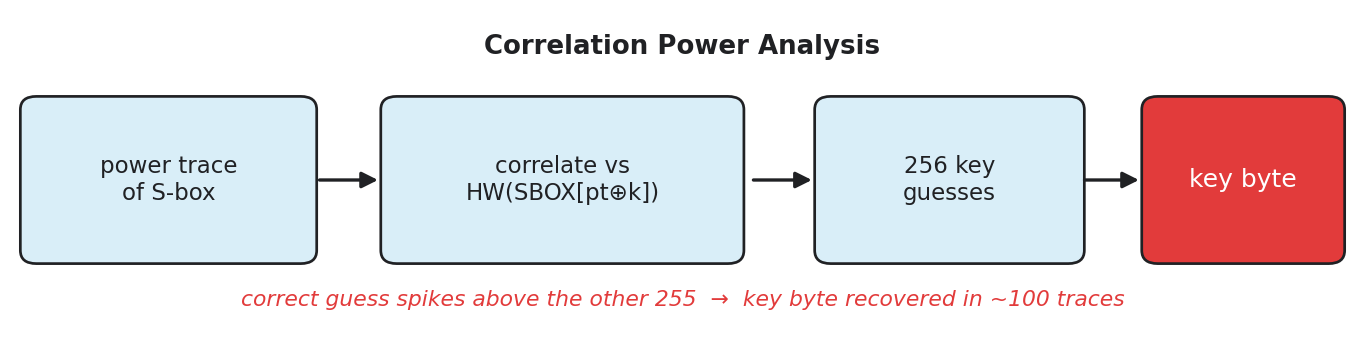 Correlation Power Analysis
power trace
of S-box
correlate vs
HW(SBOX[pt⊕k])
256 key
guesses
key byte
correct guess spikes above the other 255 → key byte recovered in ~100 traces